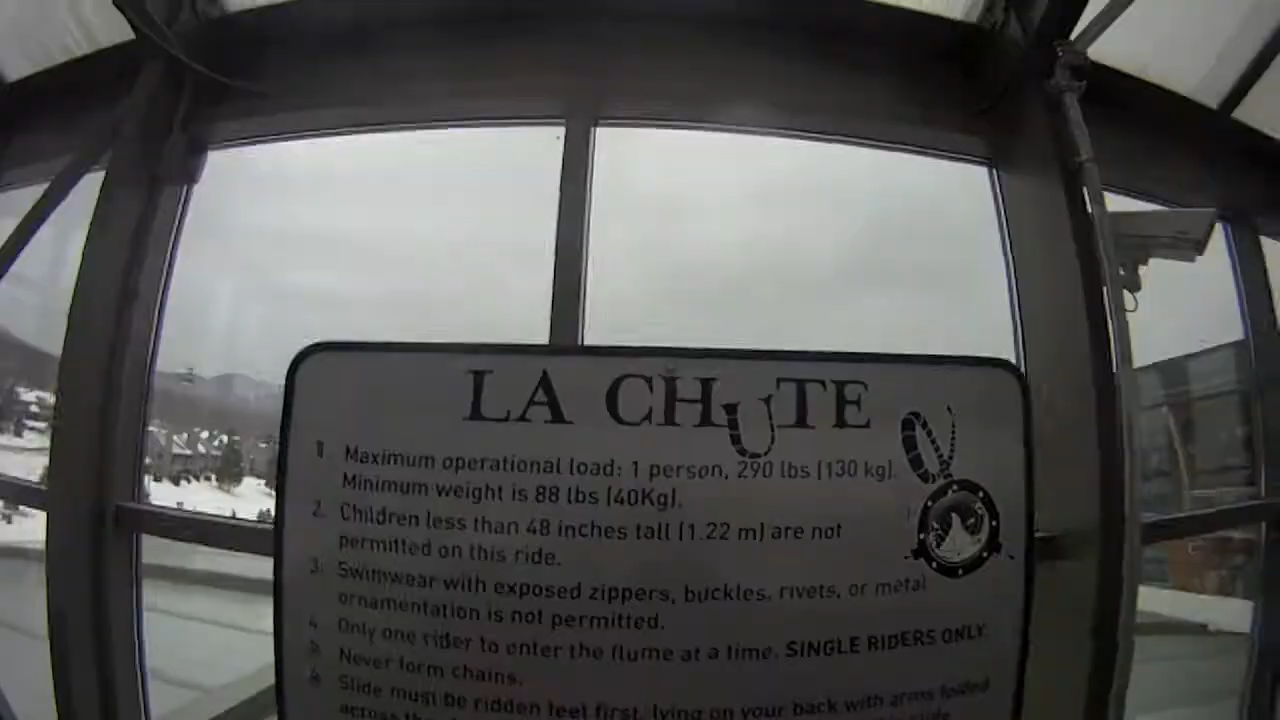 LA CHUTE
1. Maximum operational load: 1 person, 290 lbs (130 kg).
Minimum weight is 88 lbs (40Kg).
2. Children less than 48 inches tall (1.22 m) are not
permitted on this ride.
3. Swimwear with exposed zippers, buckles, rivets, or metal
ornamentation is not permitted.
4. Only one rider to enter the flume at a time. SINGLE RIDERS ONLY.
5. Never form chains.
6. Slide must be ridden feet first, lying on your back with arms folded
across